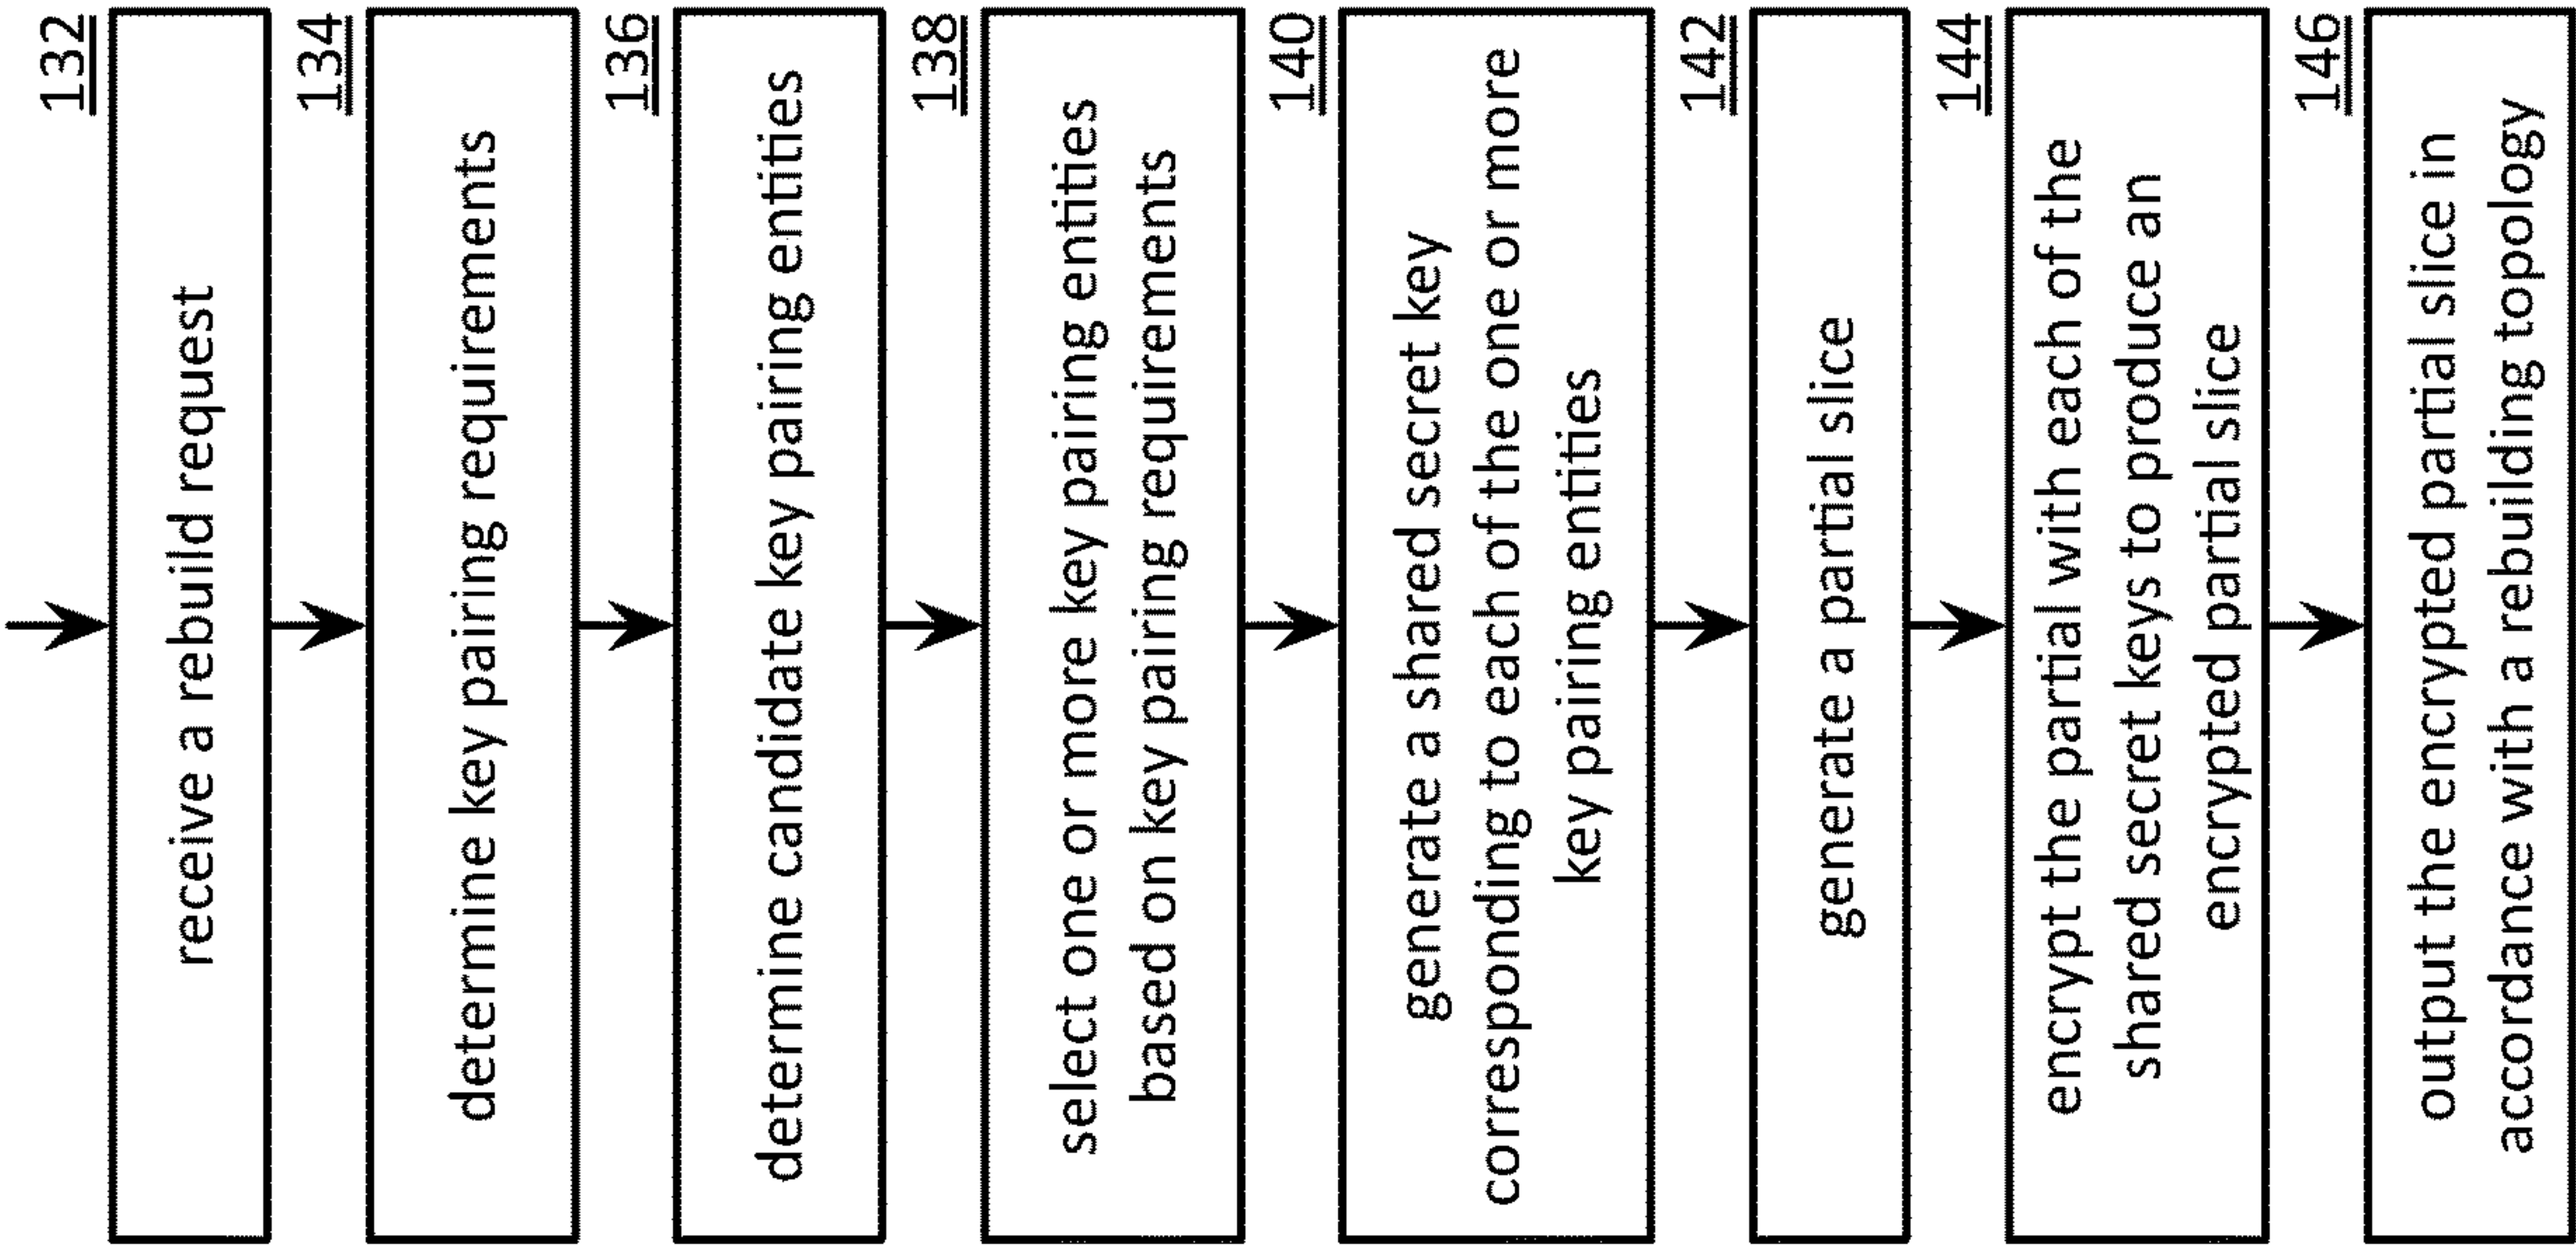 132
receive a rebuild request
134
determine key pairing requirements
136
determine candidate key pairing entities
138
select one or more key pairing entities
based on key pairing requirements
140
generate a shared secret key
corresponding to each of the one or more
key pairing entities
142
generate a partial slice
144
encrypt the partial with each of the
shared secret keys to produce an
encrypted partial slice
146
output the encrypted partial slice in
accordance with a rebuilding topology